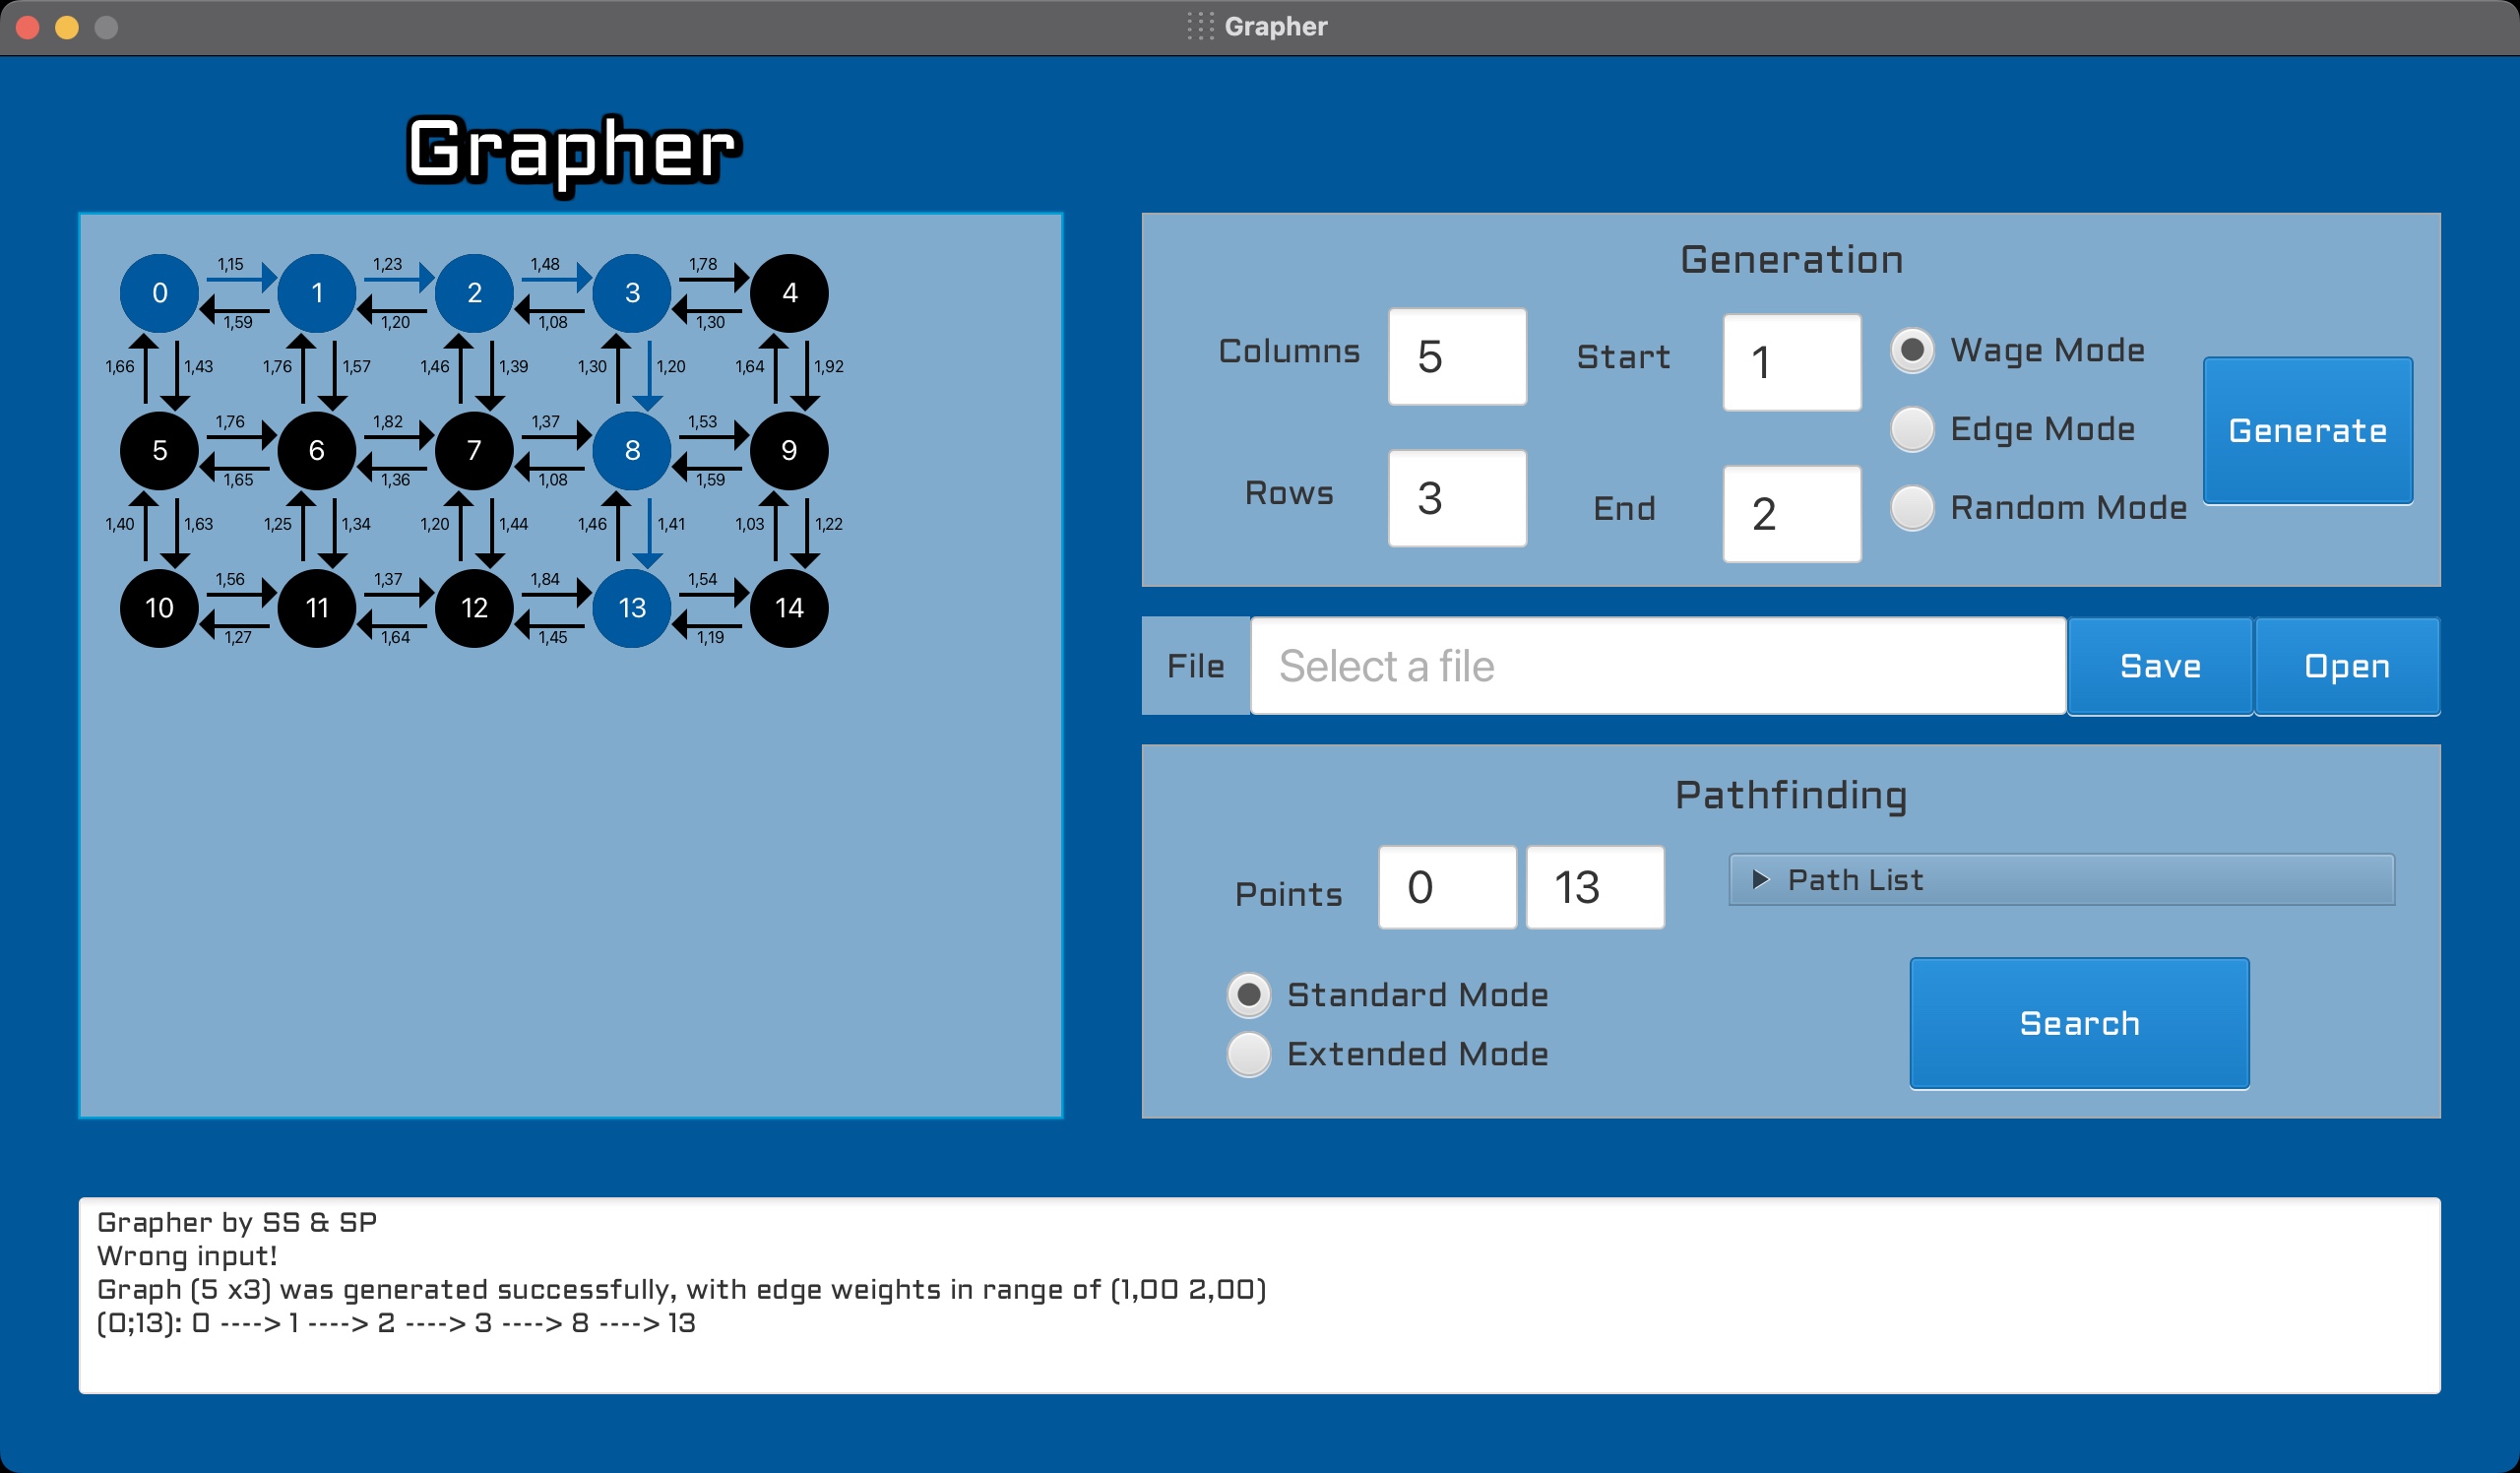 Grapher
Grapher
1,15 1,23 1,48 1,78
0 1 2 3 4
1,59 1,20 1,08 1,30
1,66 1,43 1,76 1,57 1,46 1,39 1,30 1,20 1,64 1,92
1,76 1,82 1,37 1,53
5 6 7 8 9
1,65 1,36 1,08 1,59
1,40 1,63 1,25 1,34 1,20 1,44 1,46 1,41 1,03 1,22
1,56 1,37 1,84 1,54
10 11 12 13 14
1,27 1,64 1,45 1,19
Generation
Columns 5 Start 1 Wage Mode
Edge Mode
Generate
Rows 3 End 2 Random Mode
File Select a file Save Open
Pathfinding
Points 0 13 Path List
Standard Mode
Extended Mode
Search
Grapher by SS & SP
Wrong input!
Graph (5 x3) was generated successfully, with edge weights in range of (1,00 2,00)
(0;13): 0 ----> 1 ----> 2 ----> 3 ----> 8 ----> 13